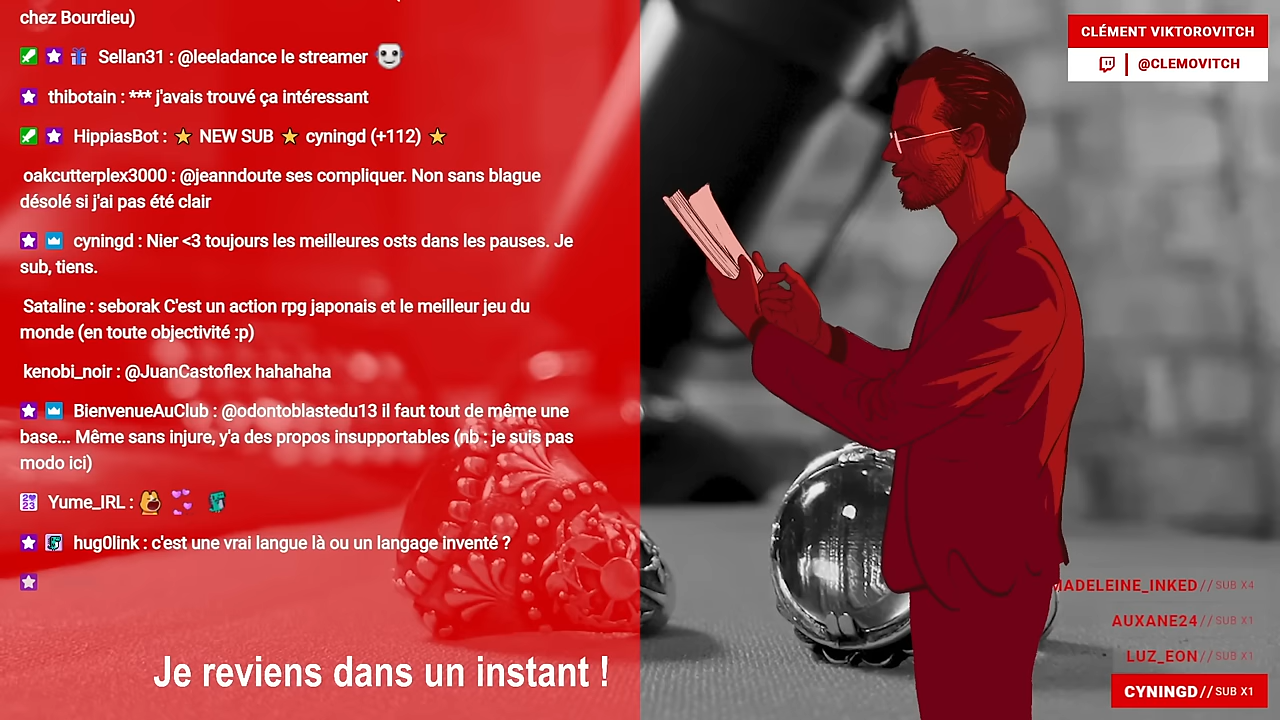 chez Bourdieu)
Sellan31 : @leeladance le streamer
thibotain : *** j'avais trouvé ça intéressant
HippiasBot : NEW SUB cyningd (+112)
oakcutterplex3000 : @jeanndoute ses compliquer. Non sans blague
désolé si j'ai pas été clair
cyningd : Nier <3 toujours les meilleures osts dans les pauses. Je
sub, tiens.
Sataline : seborak C'est un action rpg japonais et le meilleur jeu du
monde (en toute objectivité :p)
kenobi_noir : @JuanCastoflex hahahaha
BienvenueAuClub : @odontoblastedu13 il faut tout de même une
base... Même sans injure, y'a des propos insupportables (nb : je suis pas
modo ici)
Yume_IRL :
hug0link : c'est une vrai langue là ou un langage inventé ?
Je reviens dans un instant !
CLÉMENT VIKTOROVITCH
@CLEMOVITCH
MADELEINE_INKED // SUB X4
AUXANE24 // SUB X1
LUZ_EON // SUB X1
CYNINGD // SUB X1